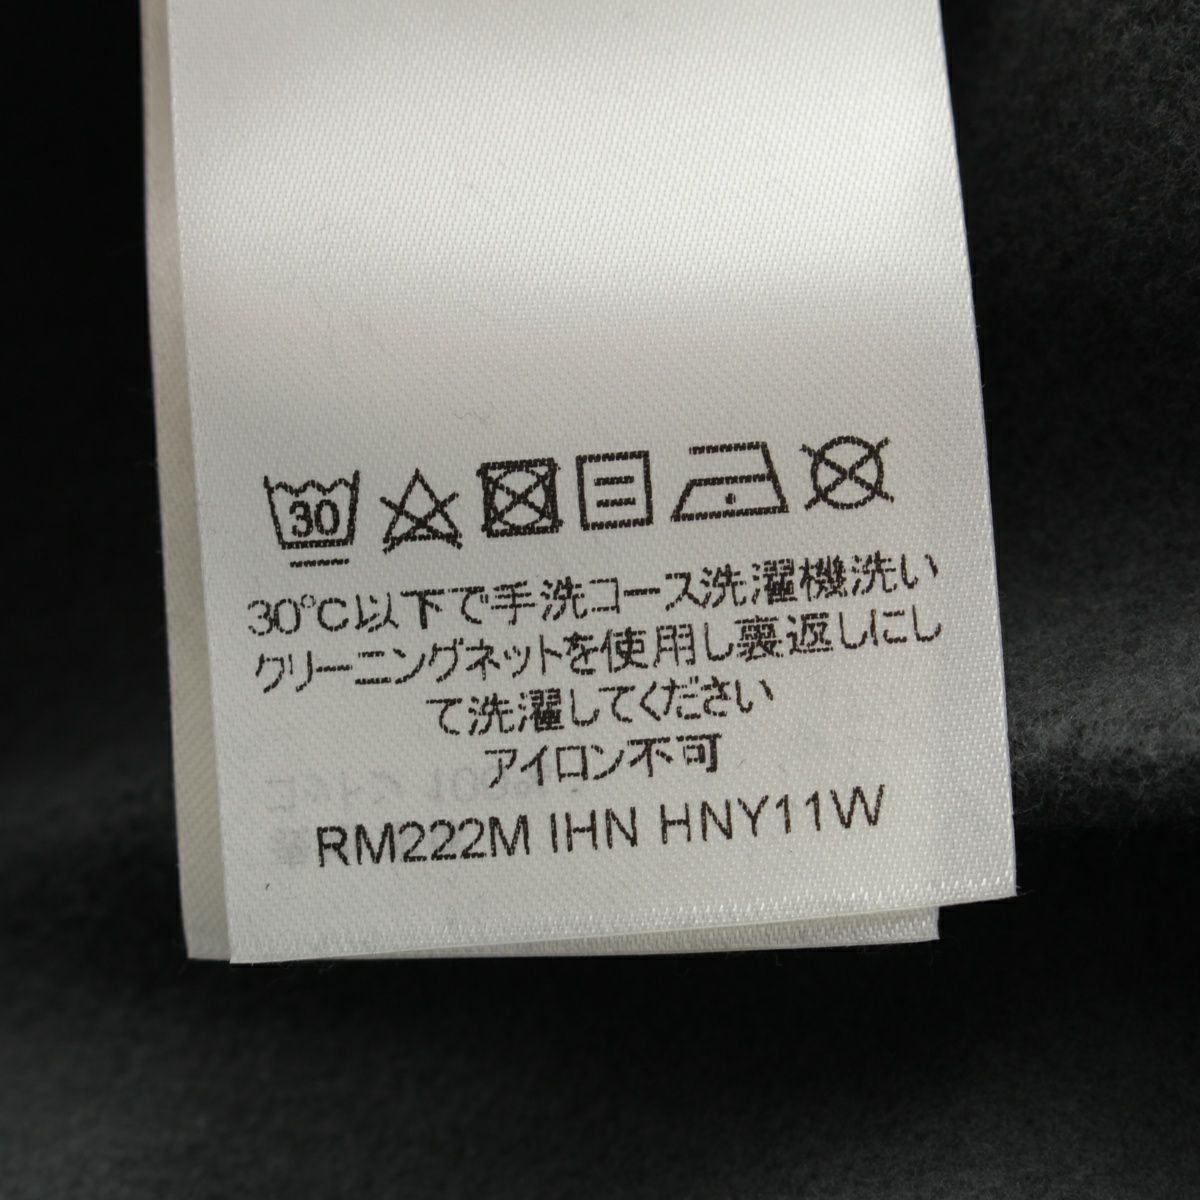 30
30℃以下で手洗コース洗濯機洗い
クリーニングネットを使用し裏返しにし
て洗濯してください
アイロン不可
RM222M IHN HNY11W